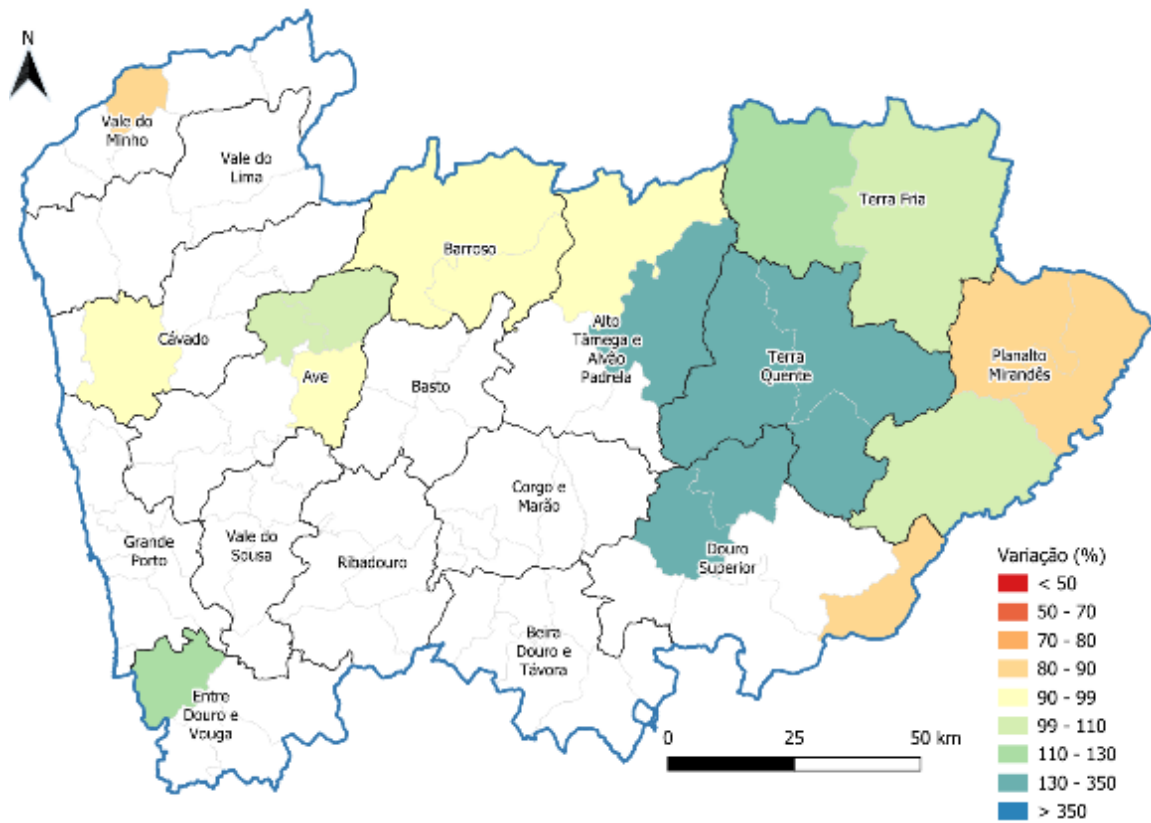 N
Vale do
Minho
Vale do
Lima
Terra Fria
Barroso
Cávado
Alto
Tâmega e
Alvão
Padrela
Terra
Quente
Planalto
Mirandês
Ave
Basto
Corgo e
Marão
Grande
Porto
Vale do
Sousa
Ribadouro
Douro
Superior
Beira
Douro e
Távora
Entre
Douro e
Vouga
Variação (%)
< 50
50 - 70
70 - 80
80 - 90
90 - 99
99 - 110
110 - 130
130 - 350
> 350
0 25 50 km